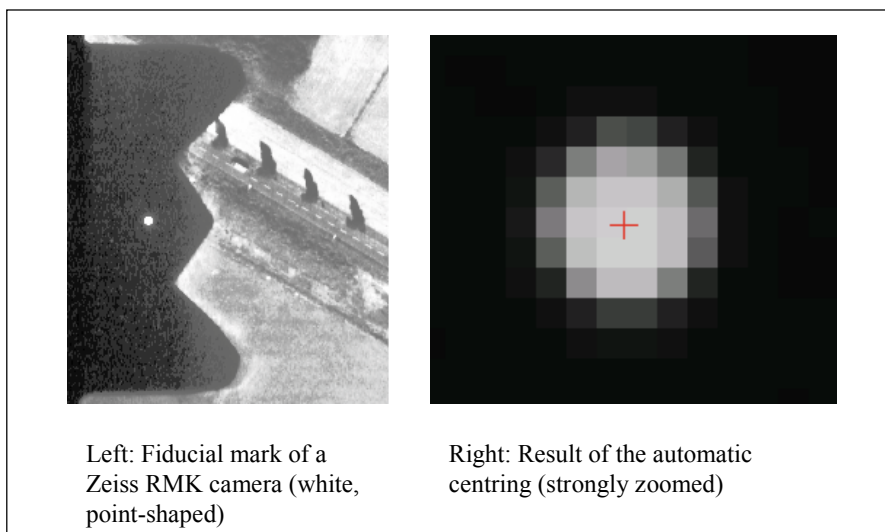 Left: Fiducial mark of a
Zeiss RMK camera (white,
point-shaped)
Right: Result of the automatic
centring (strongly zoomed)